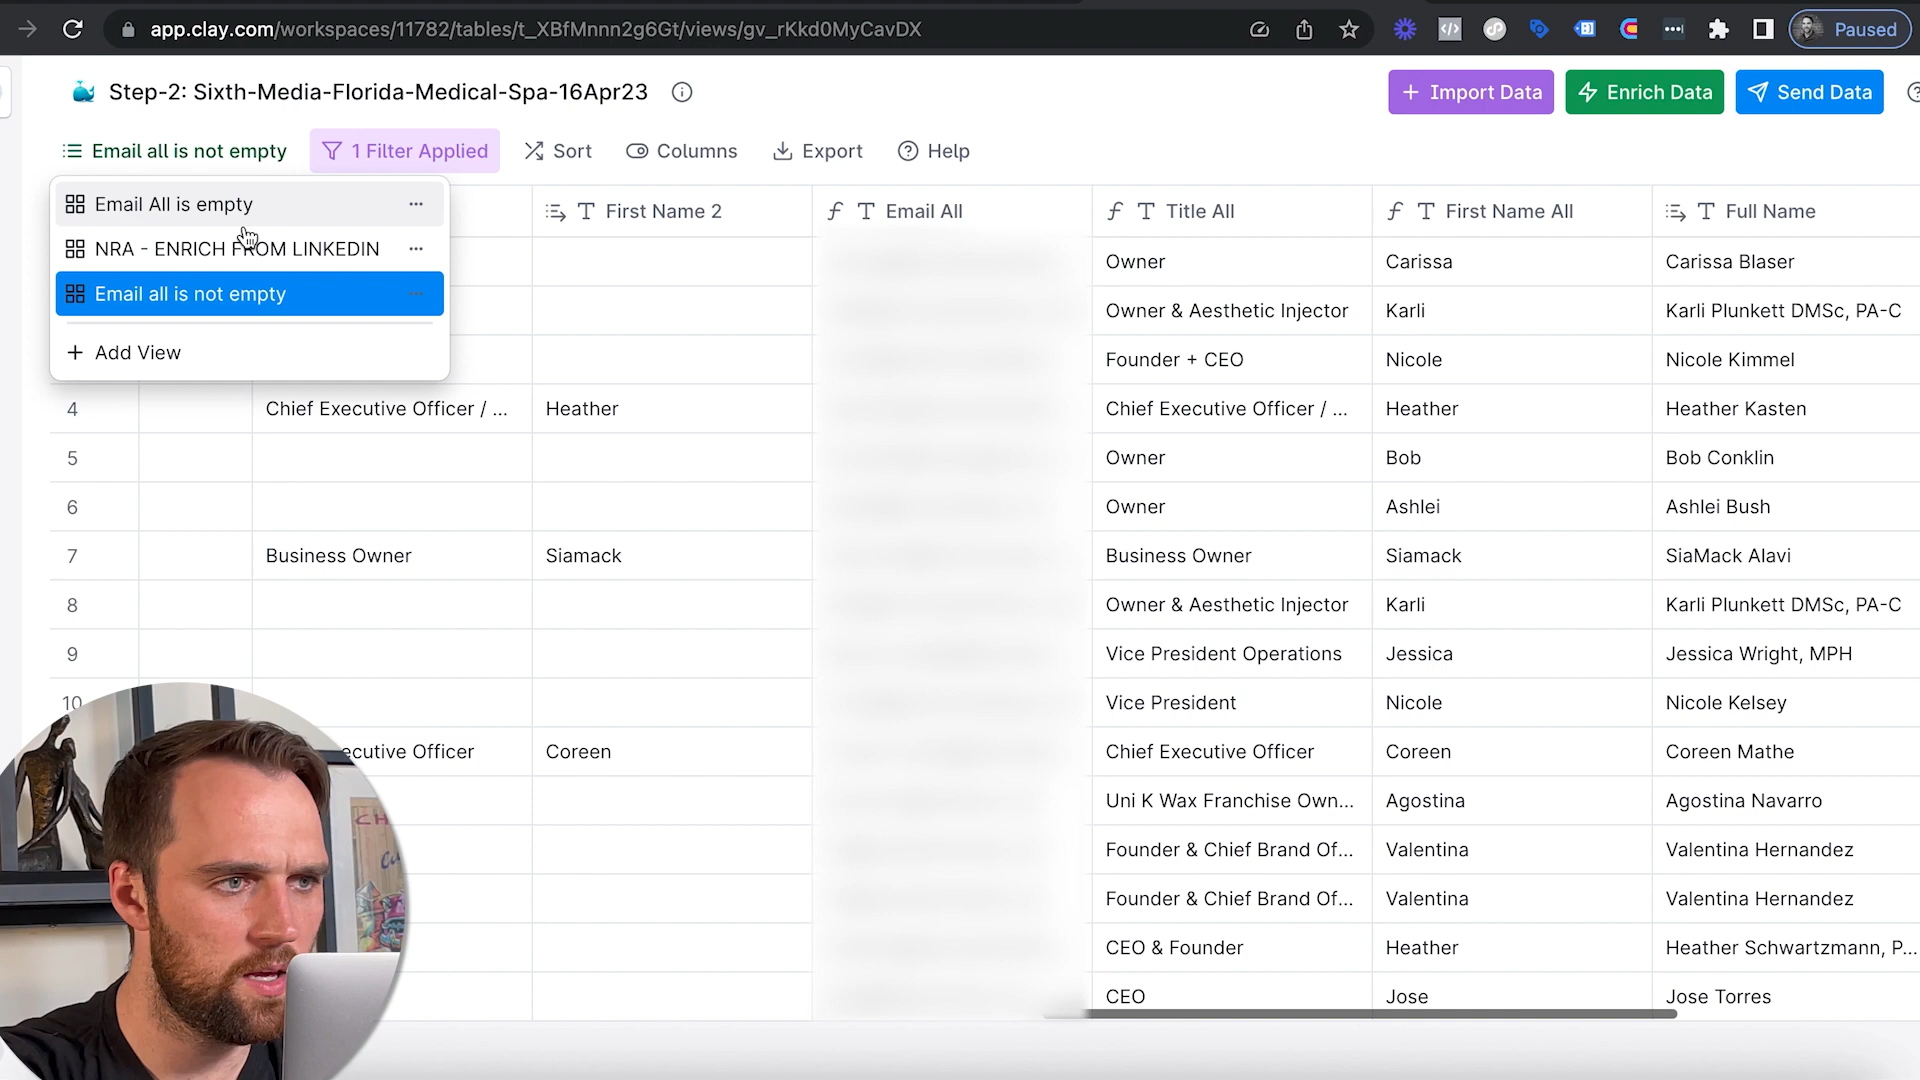 app.clay.com/workspaces/11782/tables/t_XBfMnnn2g6Gt/views/gv_rKkd0MyCavDX
Paused
Step-2: Sixth-Media-Florida-Medical-Spa-16Apr23
Import Data
Enrich Data
Send Data
Email all is not empty
1 Filter Applied
Sort
Columns
Export
Help
Email All is empty
NRA - ENRICH FROM LINKEDIN
Email all is not empty
+ Add View
First Name 2 Email All Title All First Name All Full Name
Owner Carissa Carissa Blaser
Owner & Aesthetic Injector Karli Karli Plunkett DMSc, PA-C
Founder + CEO Nicole Nicole Kimmel
4 Chief Executive Officer / ... Heather Chief Executive Officer / ... Heather Heather Kasten
5 Owner Bob Bob Conklin
6 Owner Ashlei Ashlei Bush
7 Business Owner Siamack Business Owner Siamack SiaMack Alavi
8 Owner & Aesthetic Injector Karli Karli Plunkett DMSc, PA-C
9 Vice President Operations Jessica Jessica Wright, MPH
10 Vice President Nicole Nicole Kelsey
ecutive Officer Coreen Chief Executive Officer Coreen Coreen Mathe
Uni K Wax Franchise Own... Agostina Agostina Navarro
Founder & Chief Brand Of... Valentina Valentina Hernandez
Founder & Chief Brand Of... Valentina Valentina Hernandez
CEO & Founder Heather Heather Schwartzmann, P...
CEO Jose Jose Torres